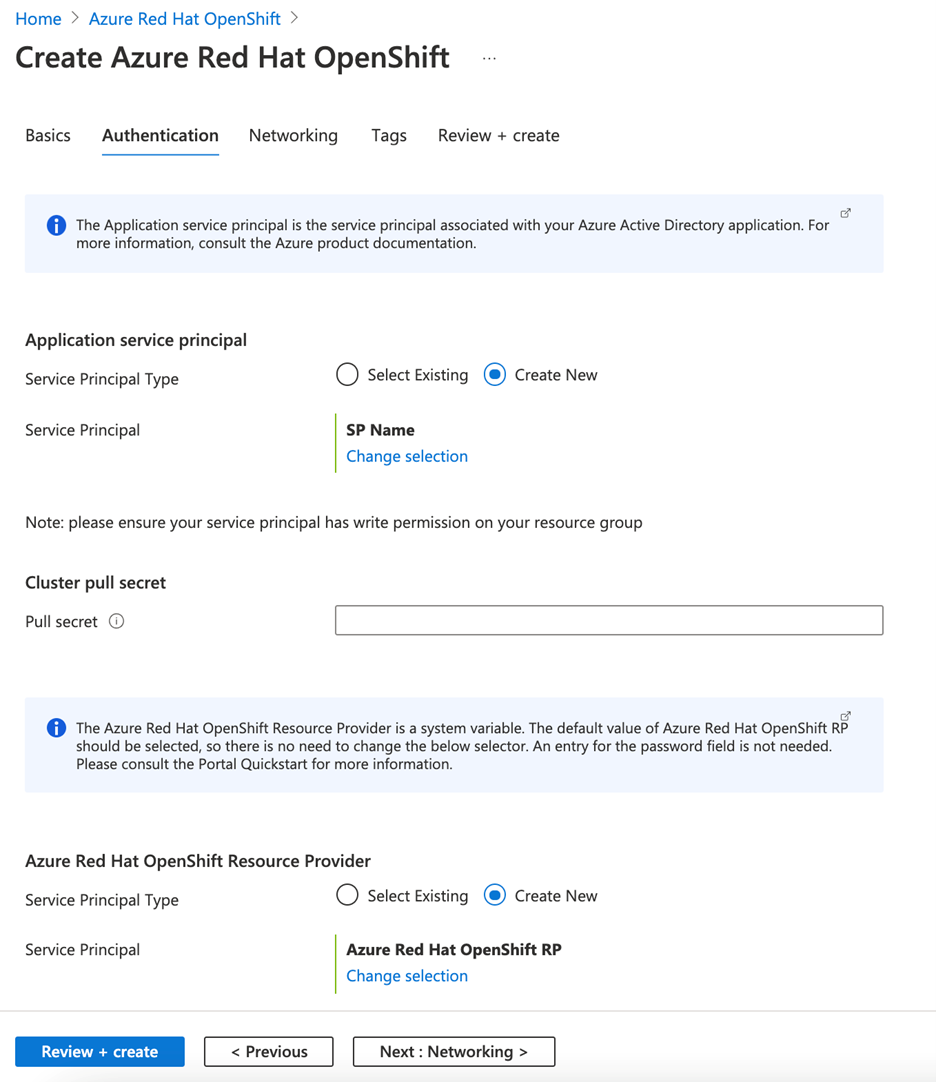 Home > Azure Red Hat OpenShift >
Create Azure Red Hat OpenShift ...
Basics Authentication Networking Tags Review + create
The Application service principal is the service principal associated with your Azure Active Directory application. For
more information, consult the Azure product documentation.
Application service principal
Service Principal Type Select Existing Create New
Service Principal SP Name
Change selection
Note: please ensure your service principal has write permission on your resource group
Cluster pull secret
Pull secret
The Azure Red Hat OpenShift Resource Provider is a system variable. The default value of Azure Red Hat OpenShift RP
should be selected, so there is no need to change the below selector. An entry for the password field is not needed.
Please consult the Portal Quickstart for more information.
Azure Red Hat OpenShift Resource Provider
Service Principal Type Select Existing Create New
Service Principal Azure Red Hat OpenShift RP
Change selection
Review + create < Previous Next : Networking >